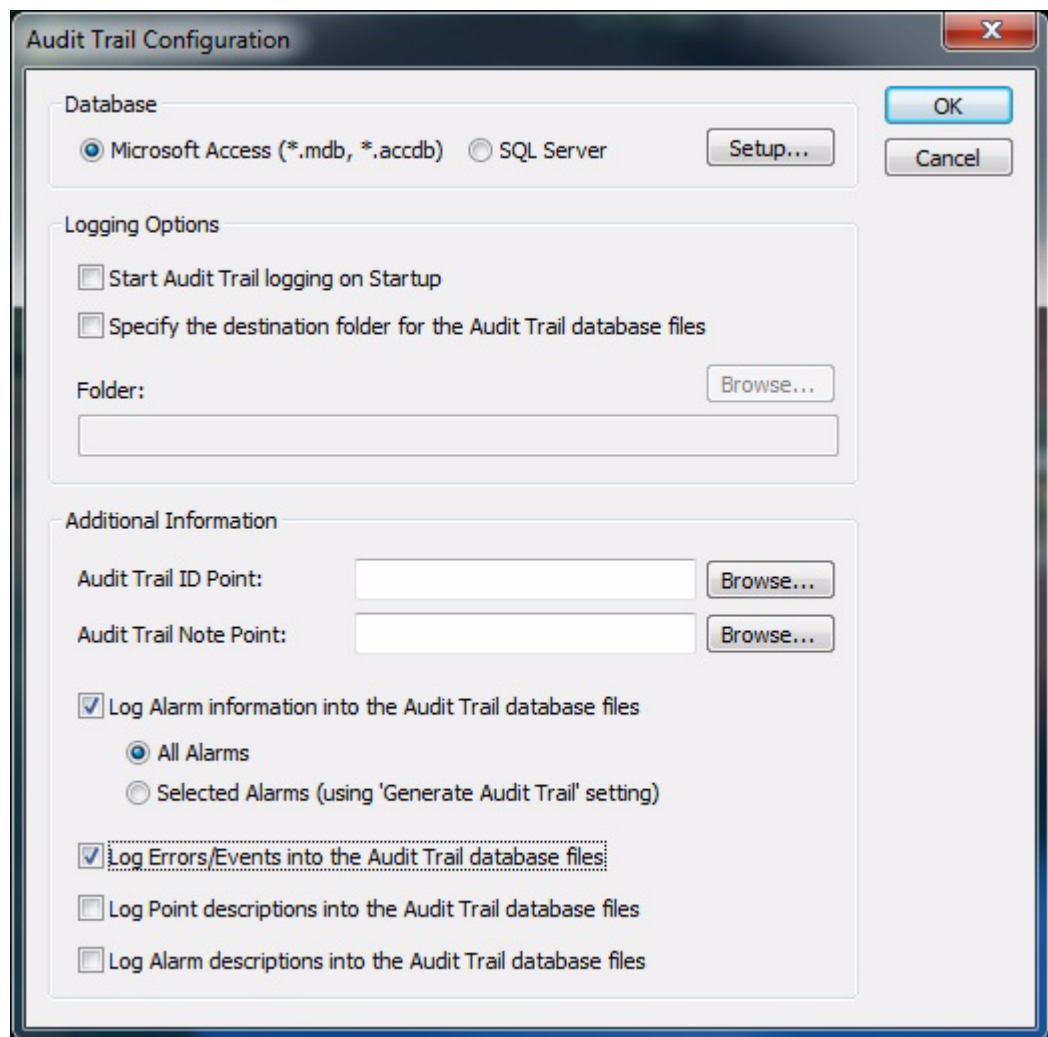 Audit Trail Configuration
Database
OK
Microsoft Access (*.mdb, *.accdb) SQL Server Setup...
Cancel
Logging Options
Start Audit Trail logging on Startup
Specify the destination folder for the Audit Trail database files
Folder: Browse...
Additional Information
Audit Trail ID Point: Browse...
Audit Trail Note Point: Browse...
Log Alarm information into the Audit Trail database files
All Alarms
Selected Alarms (using 'Generate Audit Trail' setting)
Log Errors/Events into the Audit Trail database files
Log Point descriptions into the Audit Trail database files
Log Alarm descriptions into the Audit Trail database files